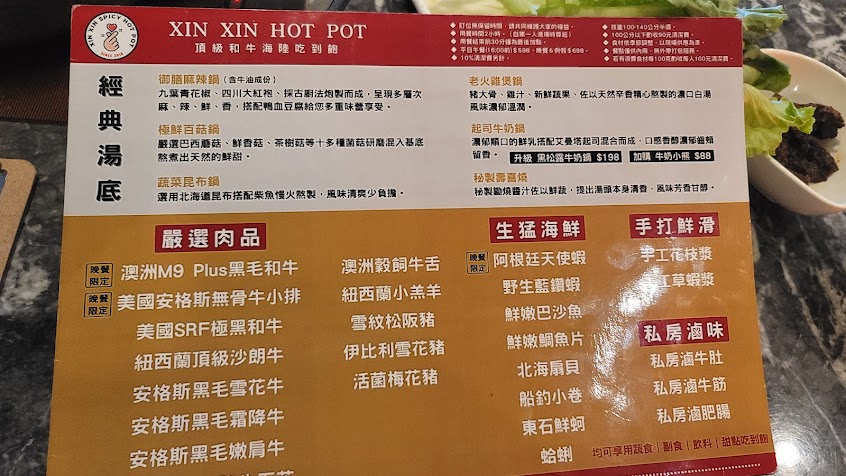 XIN XIN SPICY HOT POT
SINCE 2018
XIN XIN HOT POT
頂級和牛海陸吃到飽
經典湯底
御膳麻辣鍋(含牛油成份)
九葉青花椒、四川大紅袍、採古廚法炮製而成,呈現多層次
麻、辣、鮮、香,搭配鴨血豆腐給您多重味蕾享受。
極鮮百菇鍋
嚴選巴西蘑菇、鮮香菇、茶樹菇等十多種菌菇研磨混入基底
熬煮出天然的鮮甜。
蔬菜昆布鍋
選用北海道昆布搭配柴魚慢火熬製,風味清爽少負擔。
老火雞煲鍋
豬大骨、雞汁、新鮮蔬果、佐以天然辛香精心熬製的濃口白湯
風味濃郁溫潤。
起司牛奶鍋
濃郁順口的鮮乳搭配艾曼塔起司混合而成,口感香醇濃郁齒頰
留香。
升級 黑松露牛奶鍋 $198
加購 牛奶小熊 $88
秘製壽喜燒
秘製鋤燒醬汁佐以鮮蔬,提出湯頭本身清香,風味芳香甘醇。
嚴選肉品
晚餐限定 澳洲M9 Plus黑毛和牛
晚餐限定 美國安格斯無骨牛小排
美國SRF極黑和牛
紐西蘭頂級沙朗牛
安格斯黑毛雪花牛
安格斯黑毛霜降牛
安格斯黑毛嫩肩牛
澳洲穀飼牛舌
紐西蘭小羔羊
雪紋松阪豬
伊比利雪花豬
活菌梅花豬
生猛海鮮
晚餐限定 阿根廷天使蝦
野生藍鑽蝦
鮮嫩巴沙魚
鮮嫩鯛魚片
北海扇貝
船釣小卷
東石鮮蚵
蛤蜊
手打鮮滑
手工花枝漿
工草蝦漿
私房滷味
私房滷牛肚
私房滷牛筋
私房滷肥腸
均可享用蔬食|副食|飲料|甜點吃到飽